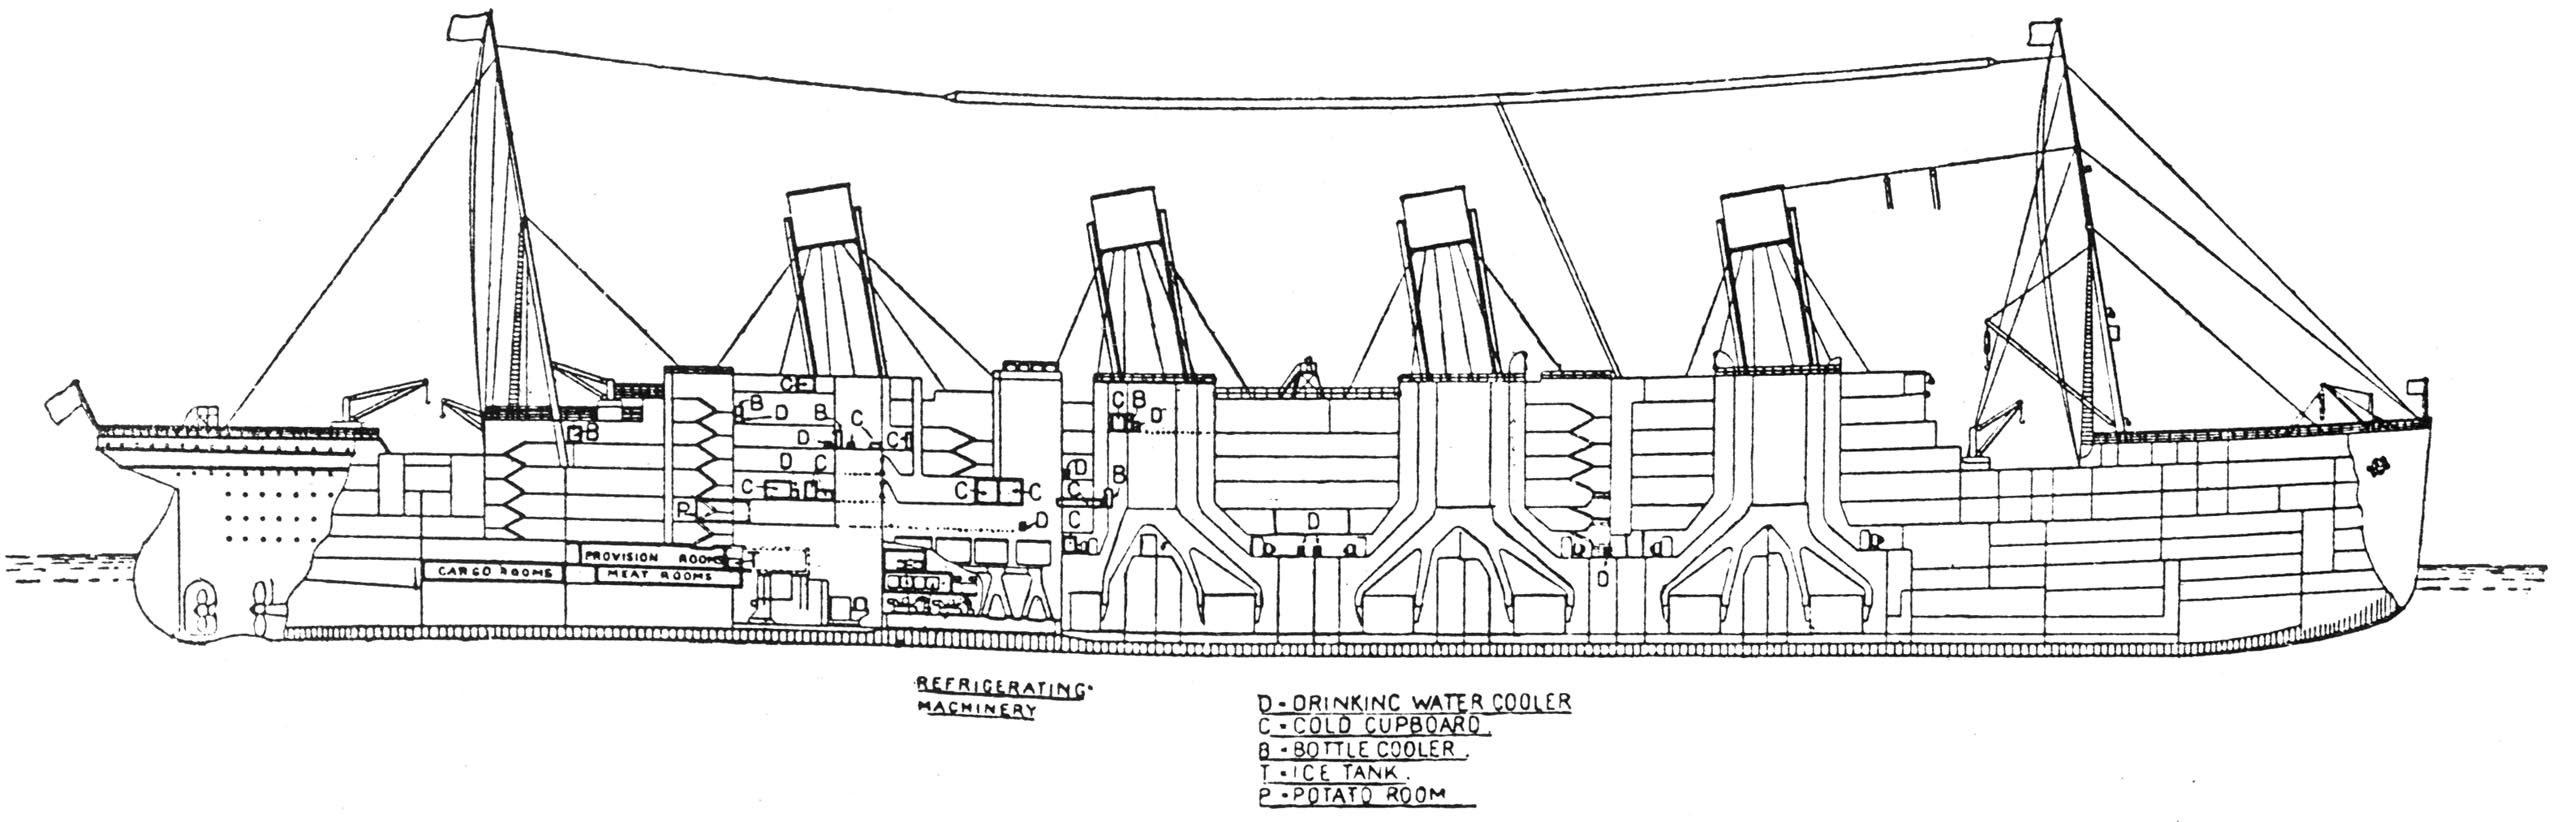 C
B
D
B
C
C
B
D
B
D
C
D
C
D
C
C
C
C
B
P
C
D
D
PROVISION ROOMS
CARGO ROOMS
MEAT ROOMS
T
D
REFRIGERATING
MACHINERY
D - DRINKING WATER COOLER
C - COLD CUPBOARD.
B - BOTTLE COOLER.
T - ICE TANK.
P - POTATO ROOM